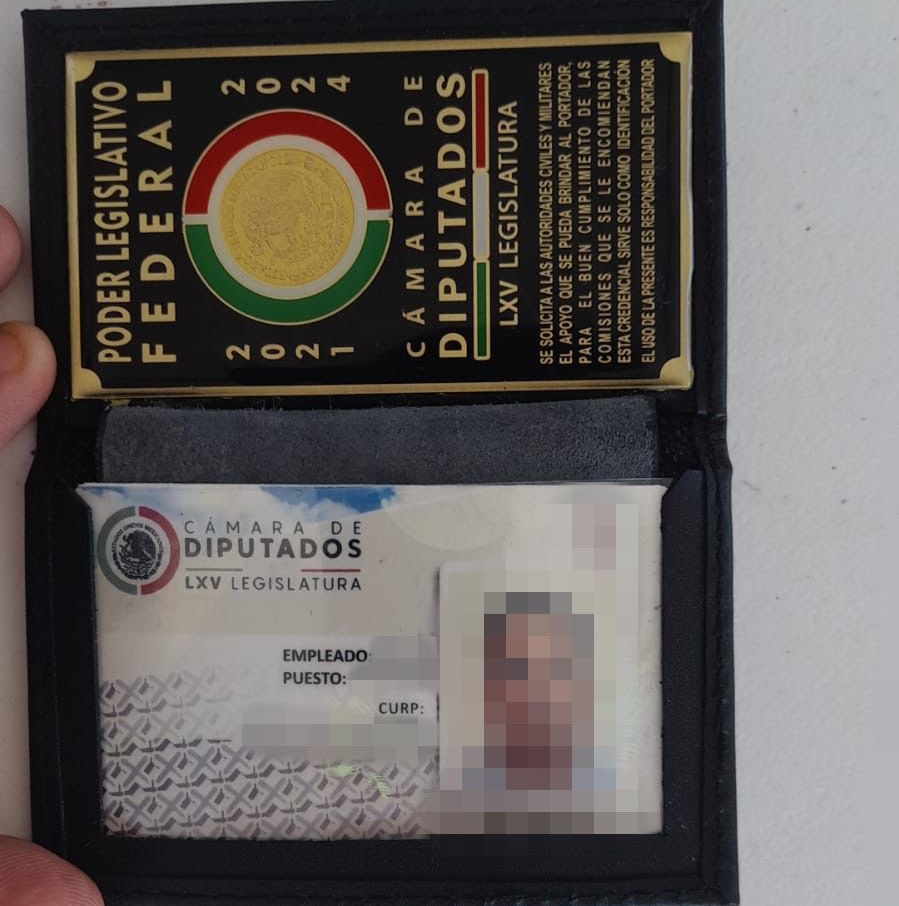 PODER LEGISLATIVO
FEDERAL
2021
2024
CÁMARA DE
DIPUTADOS
LXV LEGISLATURA
SE SOLICITA A LAS AUTORIDADES CIVILES Y MILITARES
EL APOYO QUE SE PUEDA BRINDAR AL PORTADOR,
PARA EL BUEN CUMPLIMIENTO DE LAS
COMISIONES QUE SE LE ENCOMIENDAN
ESTA CREDENCIAL SIRVE SOLO COMO IDENTIFICACIÓN
EL USO DE LA PRESENTE ES RESPONSABILIDAD DEL PORTADOR
ESTADOS UNIDOS MEXICANOS
CÁMARA DE
DIPUTADOS
LXV LEGISLATURA
EMPLEADO:
PUESTO:
CURP: